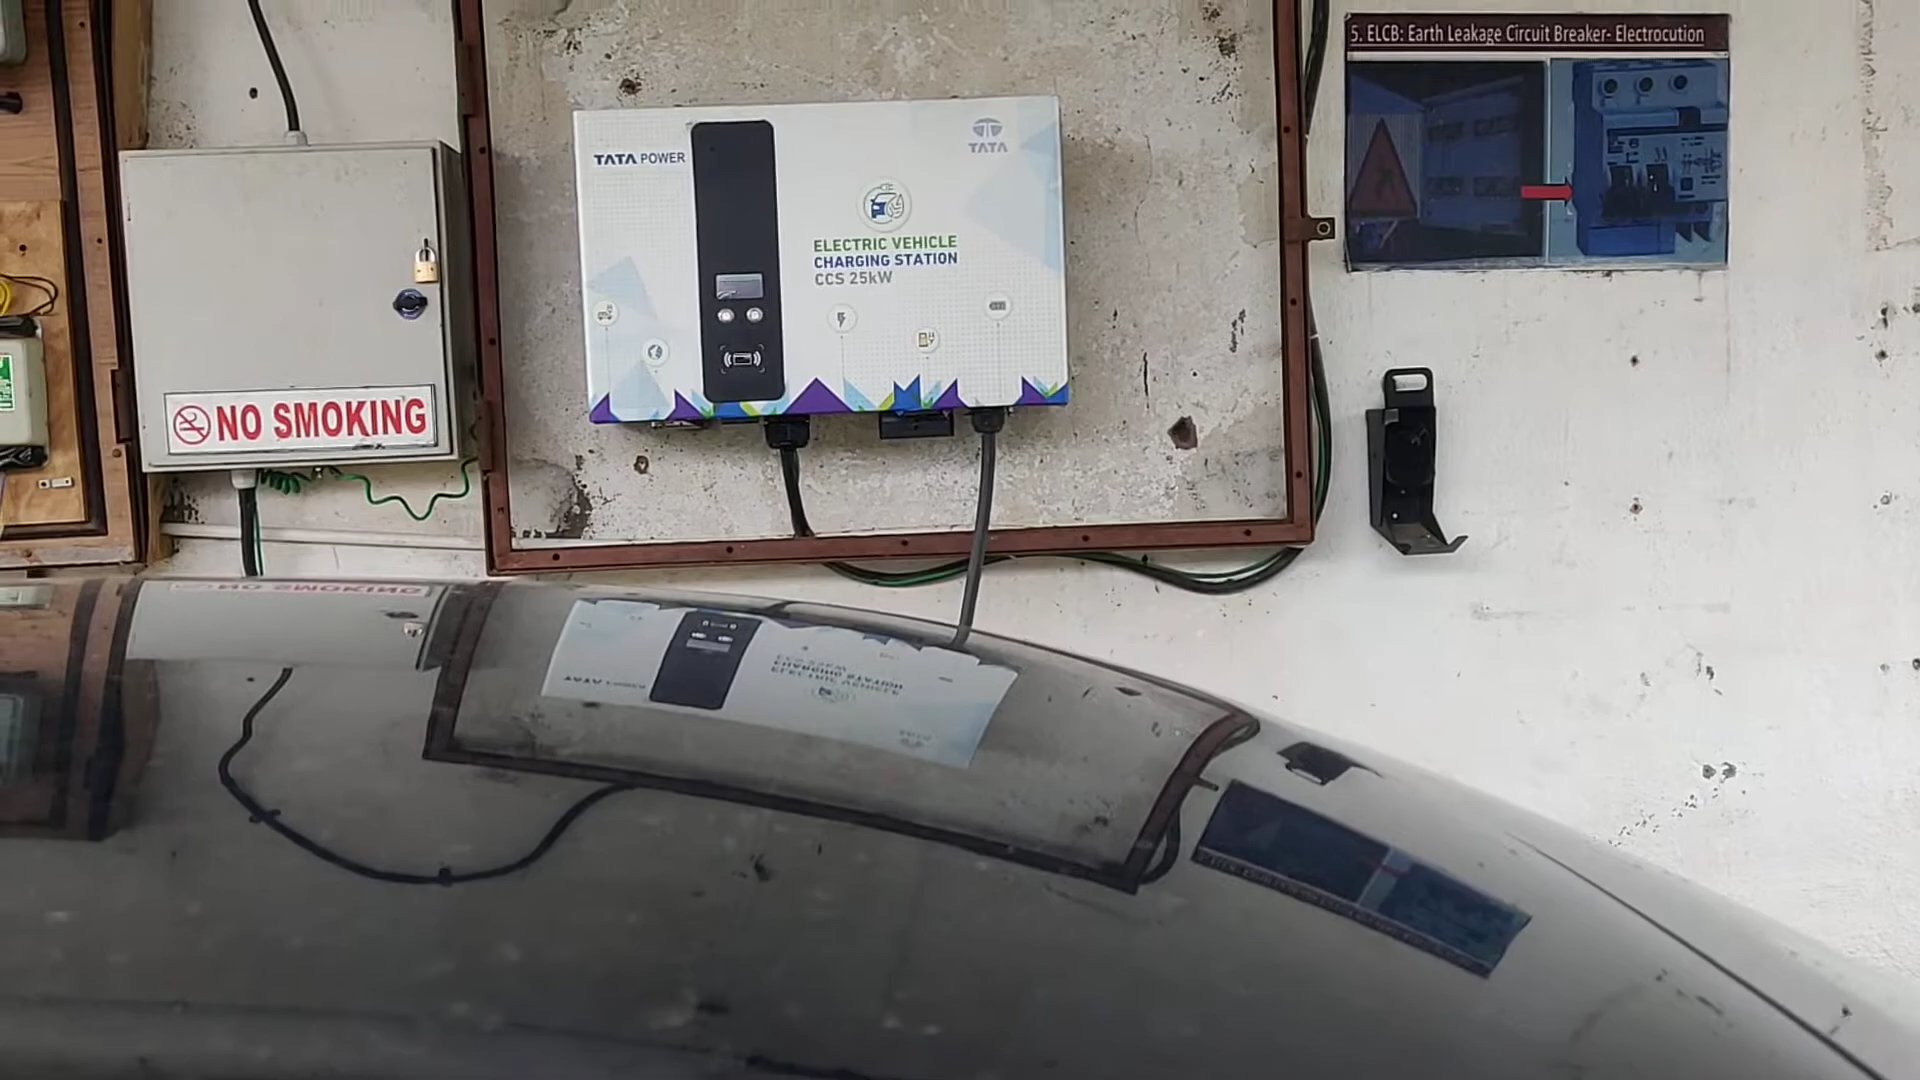 5. ELCB: Earth Leakage Circuit Breaker- Electrocution
TATA POWER
TATA
ELECTRIC VEHICLE
CHARGING STATION
CCS 25kW
NO SMOKING